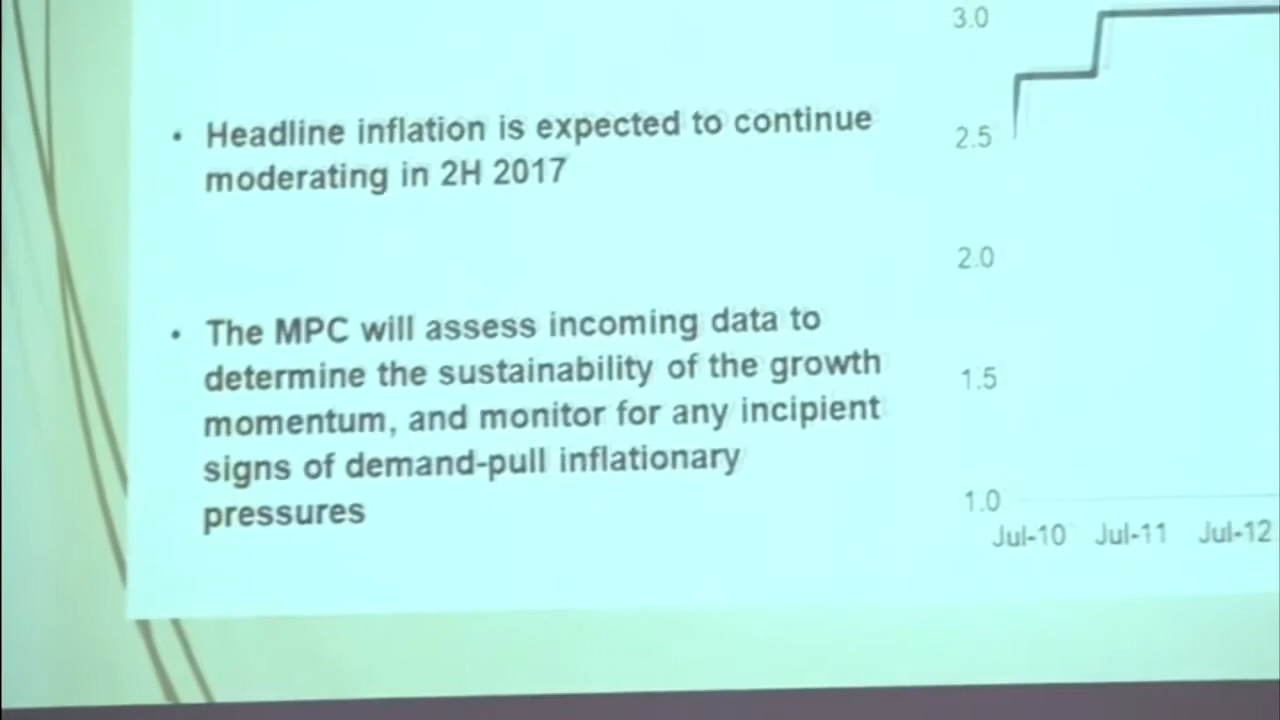 • Headline inflation is expected to continue
moderating in 2H 2017
• The MPC will assess incoming data to
determine the sustainability of the growth
momentum, and monitor for any incipient
signs of demand-pull inflationary
pressures
3.0
2.5
2.0
1.5
1.0
Jul-10 Jul-11 Jul-12